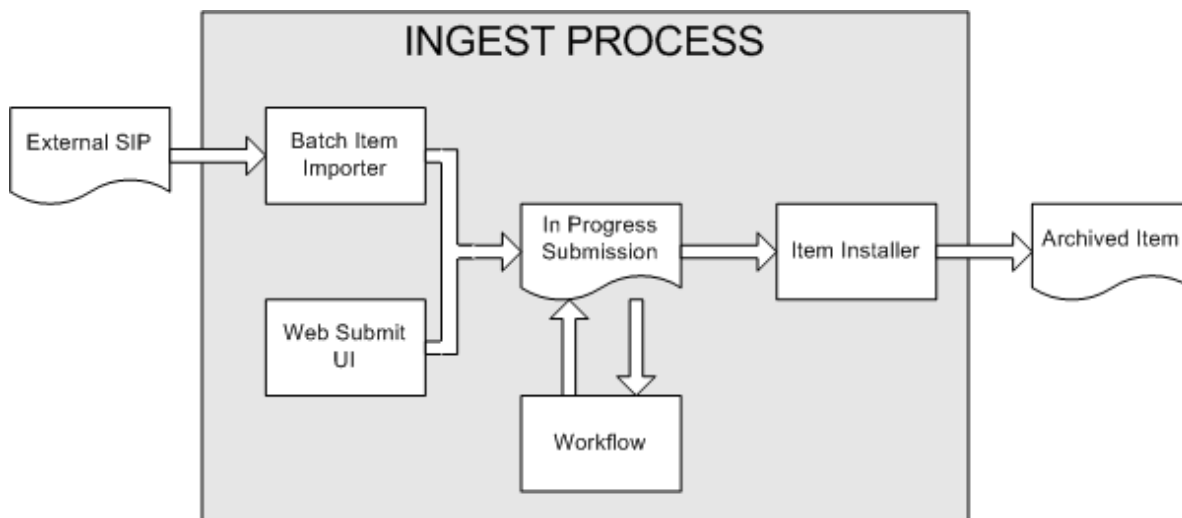 INGEST PROCESS
External SIP
Batch Item
Importer
In Progress
Submission
Item Installer
Archived Item
Web Submit
UI
Workflow